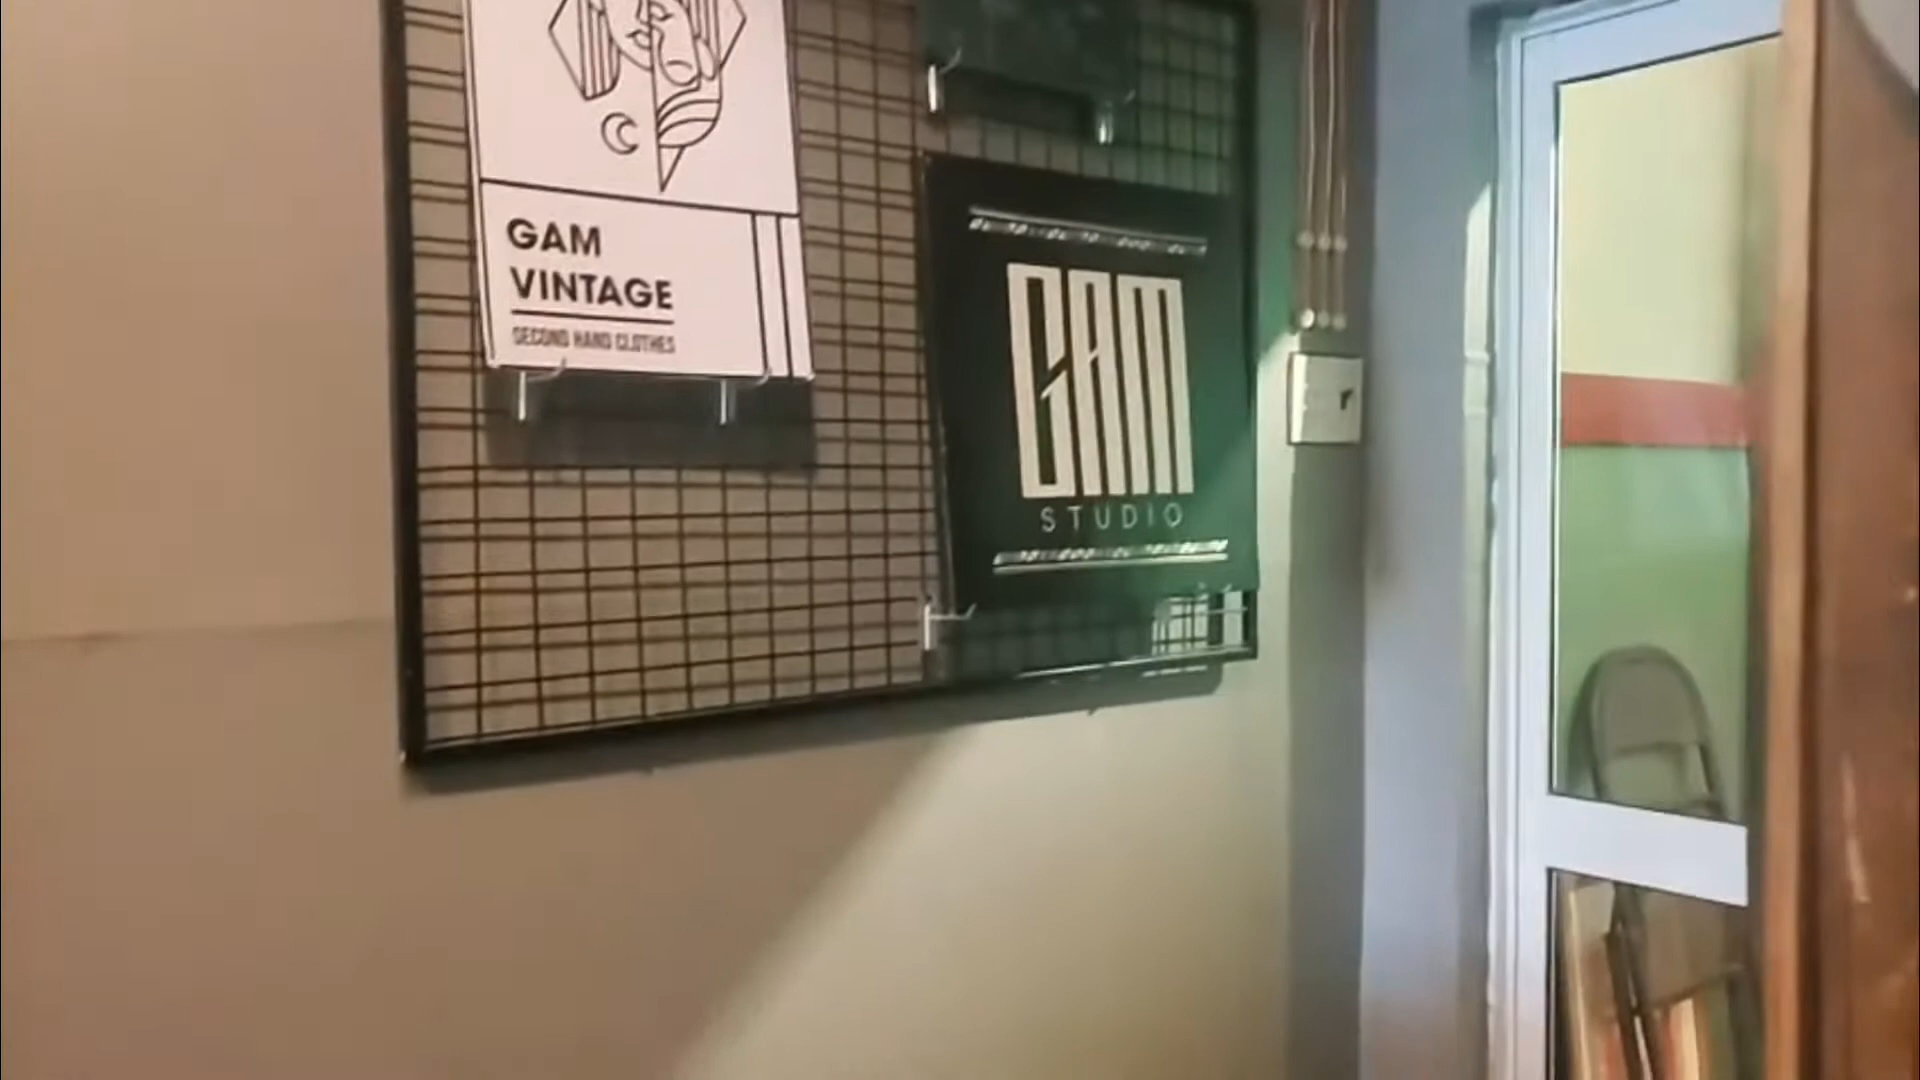 GAM
VINTAGE
SECOND HAND CLOTHES
GAM
STUDIO